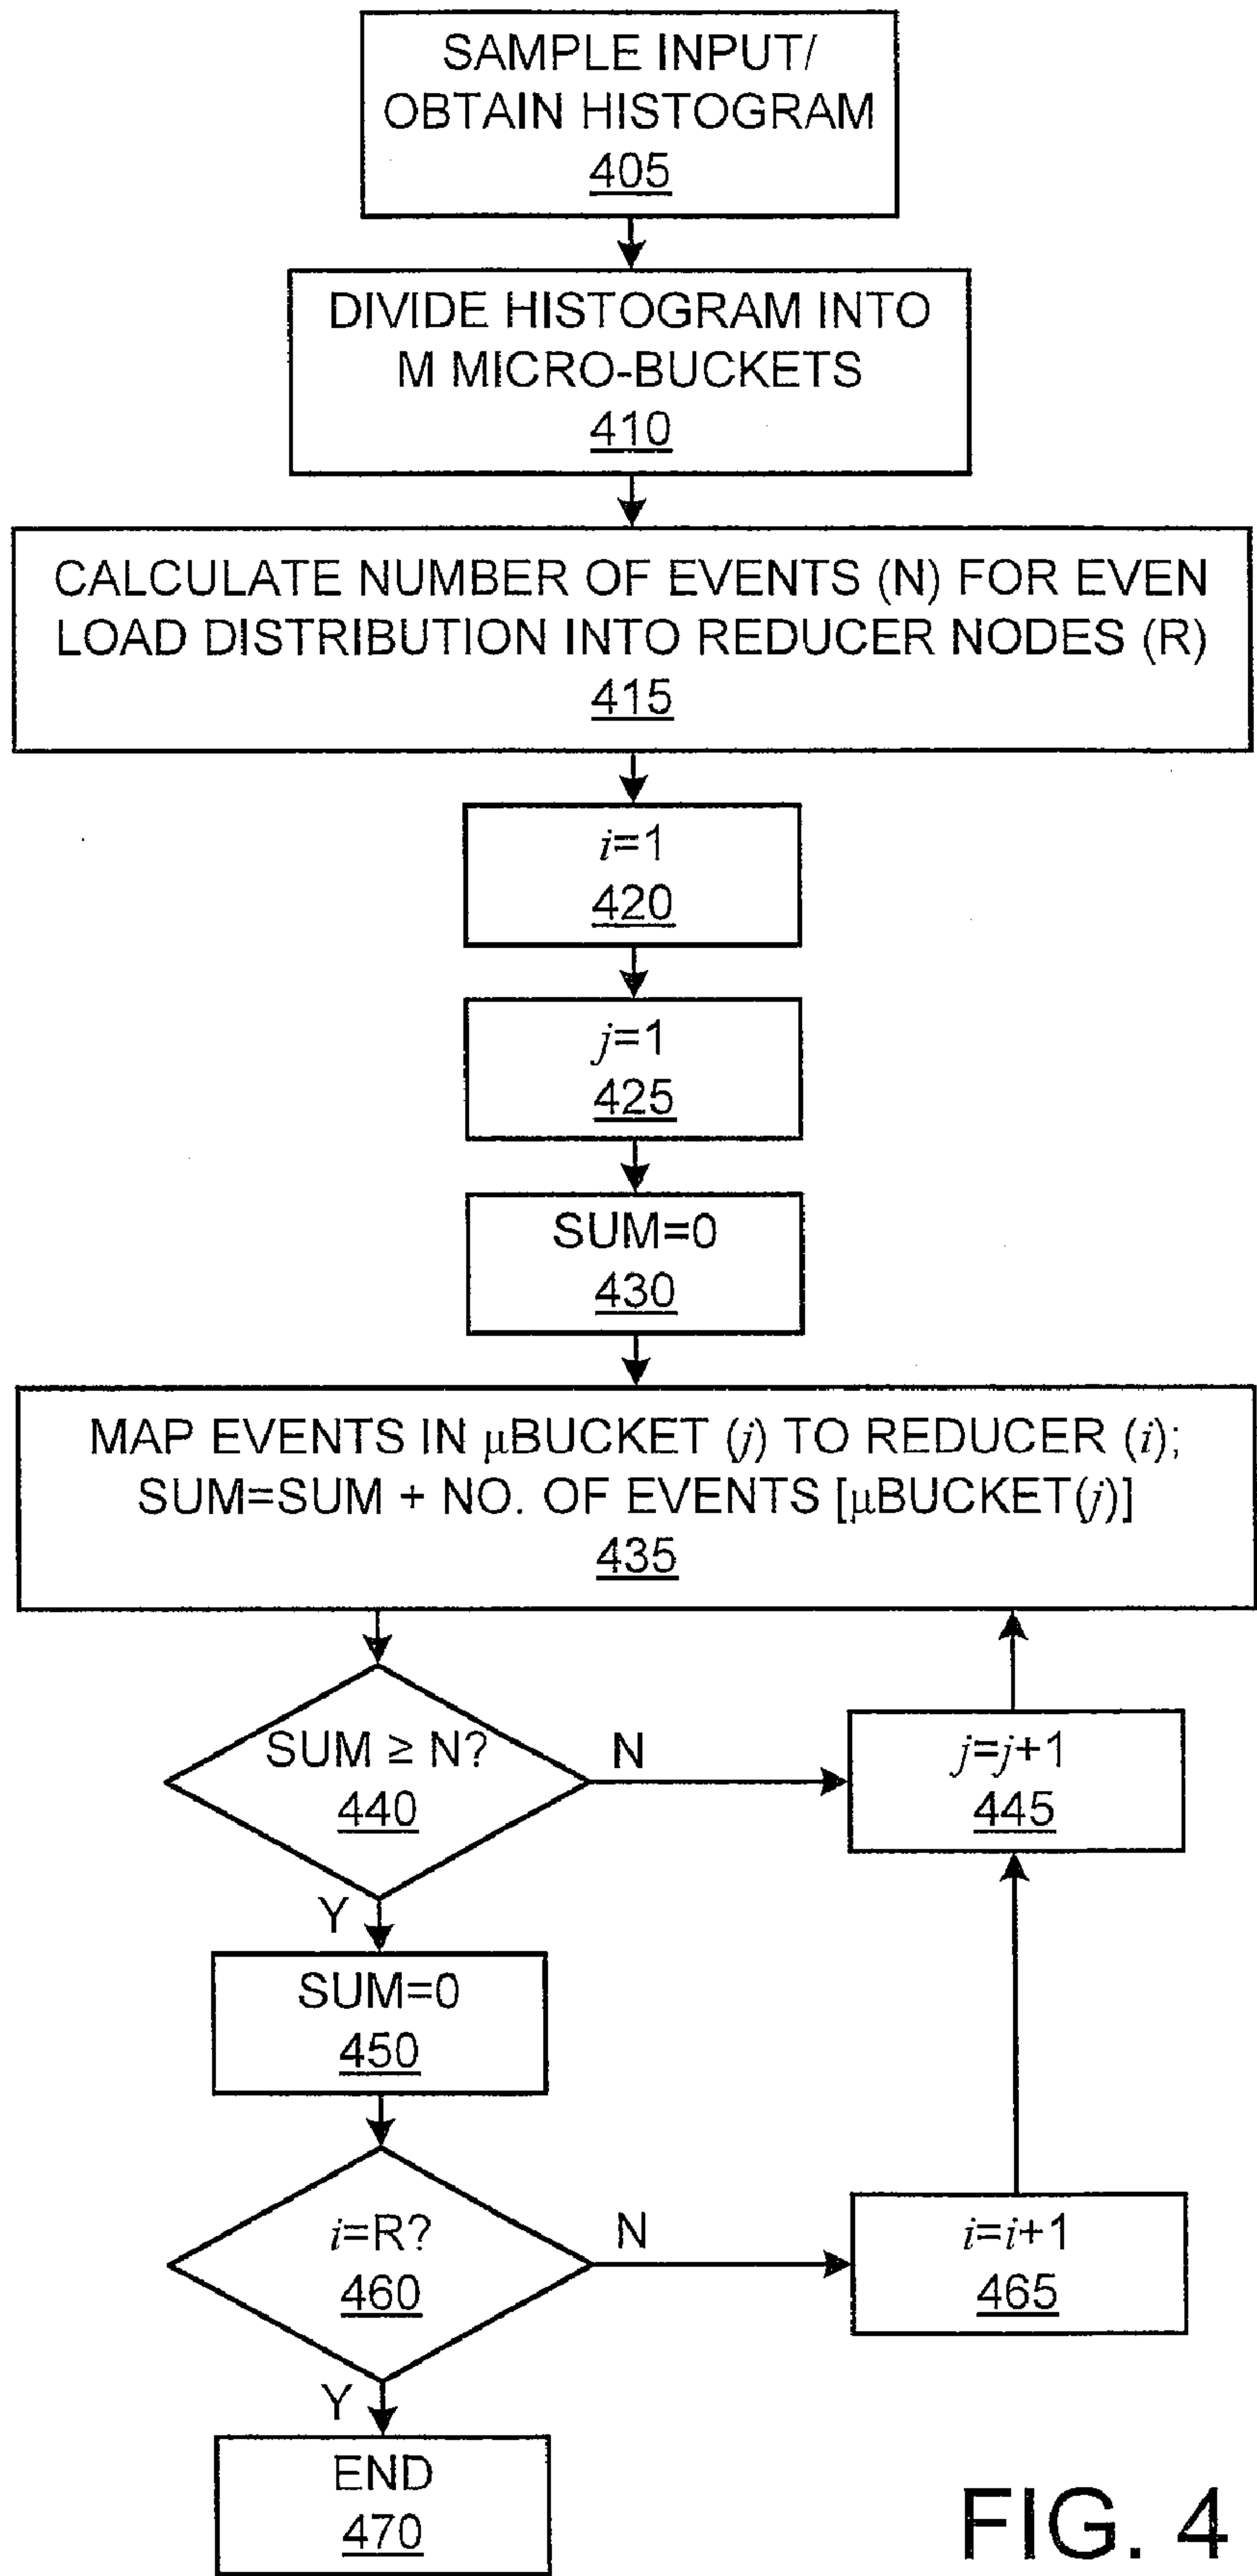 SAMPLE INPUT/
OBTAIN HISTOGRAM
405
DIVIDE HISTOGRAM INTO
M MICRO-BUCKETS
410
CALCULATE NUMBER OF EVENTS (N) FOR EVEN
LOAD DISTRIBUTION INTO REDUCER NODES (R)
415
i=1
420
j=1
425
SUM=0
430
MAP EVENTS IN µBUCKET (j) TO REDUCER (i);
SUM=SUM + NO. OF EVENTS [µBUCKET(j)]
435
SUM ≥ N?
440
N
j=j+1
445
Y
SUM=0
450
i=R?
460
N
i=i+1
465
Y
END
470
FIG. 4